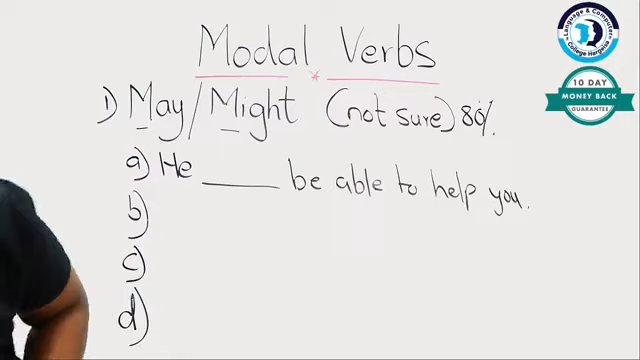 Modal Verbs
*
1) May/Might (not sure) 80%
a) He ____ be able to help you.
b)
c)
d)
Language & Computer
College Hargeisa
10 DAY
MONEY BACK
GUARANTEE